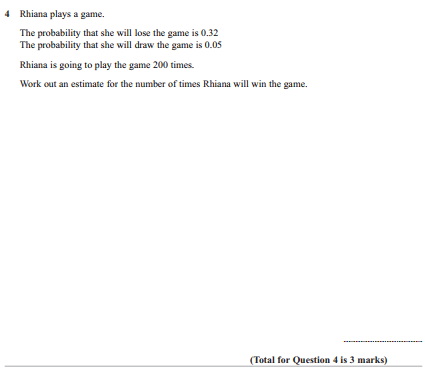 4 Rhiana plays a game.
The probability that she will lose the game is 0.32
The probability that she will draw the game is 0.05
Rhiana is going to play the game 200 times.
Work out an estimate for the number of times Rhiana will win the game.
(Total for Question 4 is 3 marks)